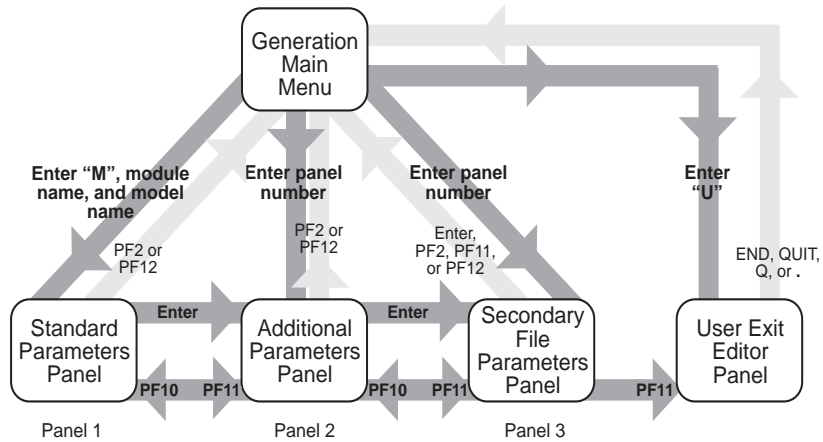 Generation
Main
Menu
Enter “M”, module
name, and model
name
Enter panel
number
Enter panel
number
Enter
“U”
PF2 or
PF12
PF2 or
PF12
Enter,
PF2, PF11,
or PF12
END, QUIT,
Q, or .
Standard
Parameters
Panel
Enter
Additional
Parameters
Panel
Enter
Secondary
File
Parameters
Panel
User Exit
Editor
Panel
PF10
PF11
PF10
PF11
PF11
Panel 1
Panel 2
Panel 3